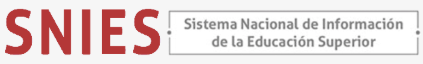 SNIES
Sistema Nacional de Información
de la Educación Superior